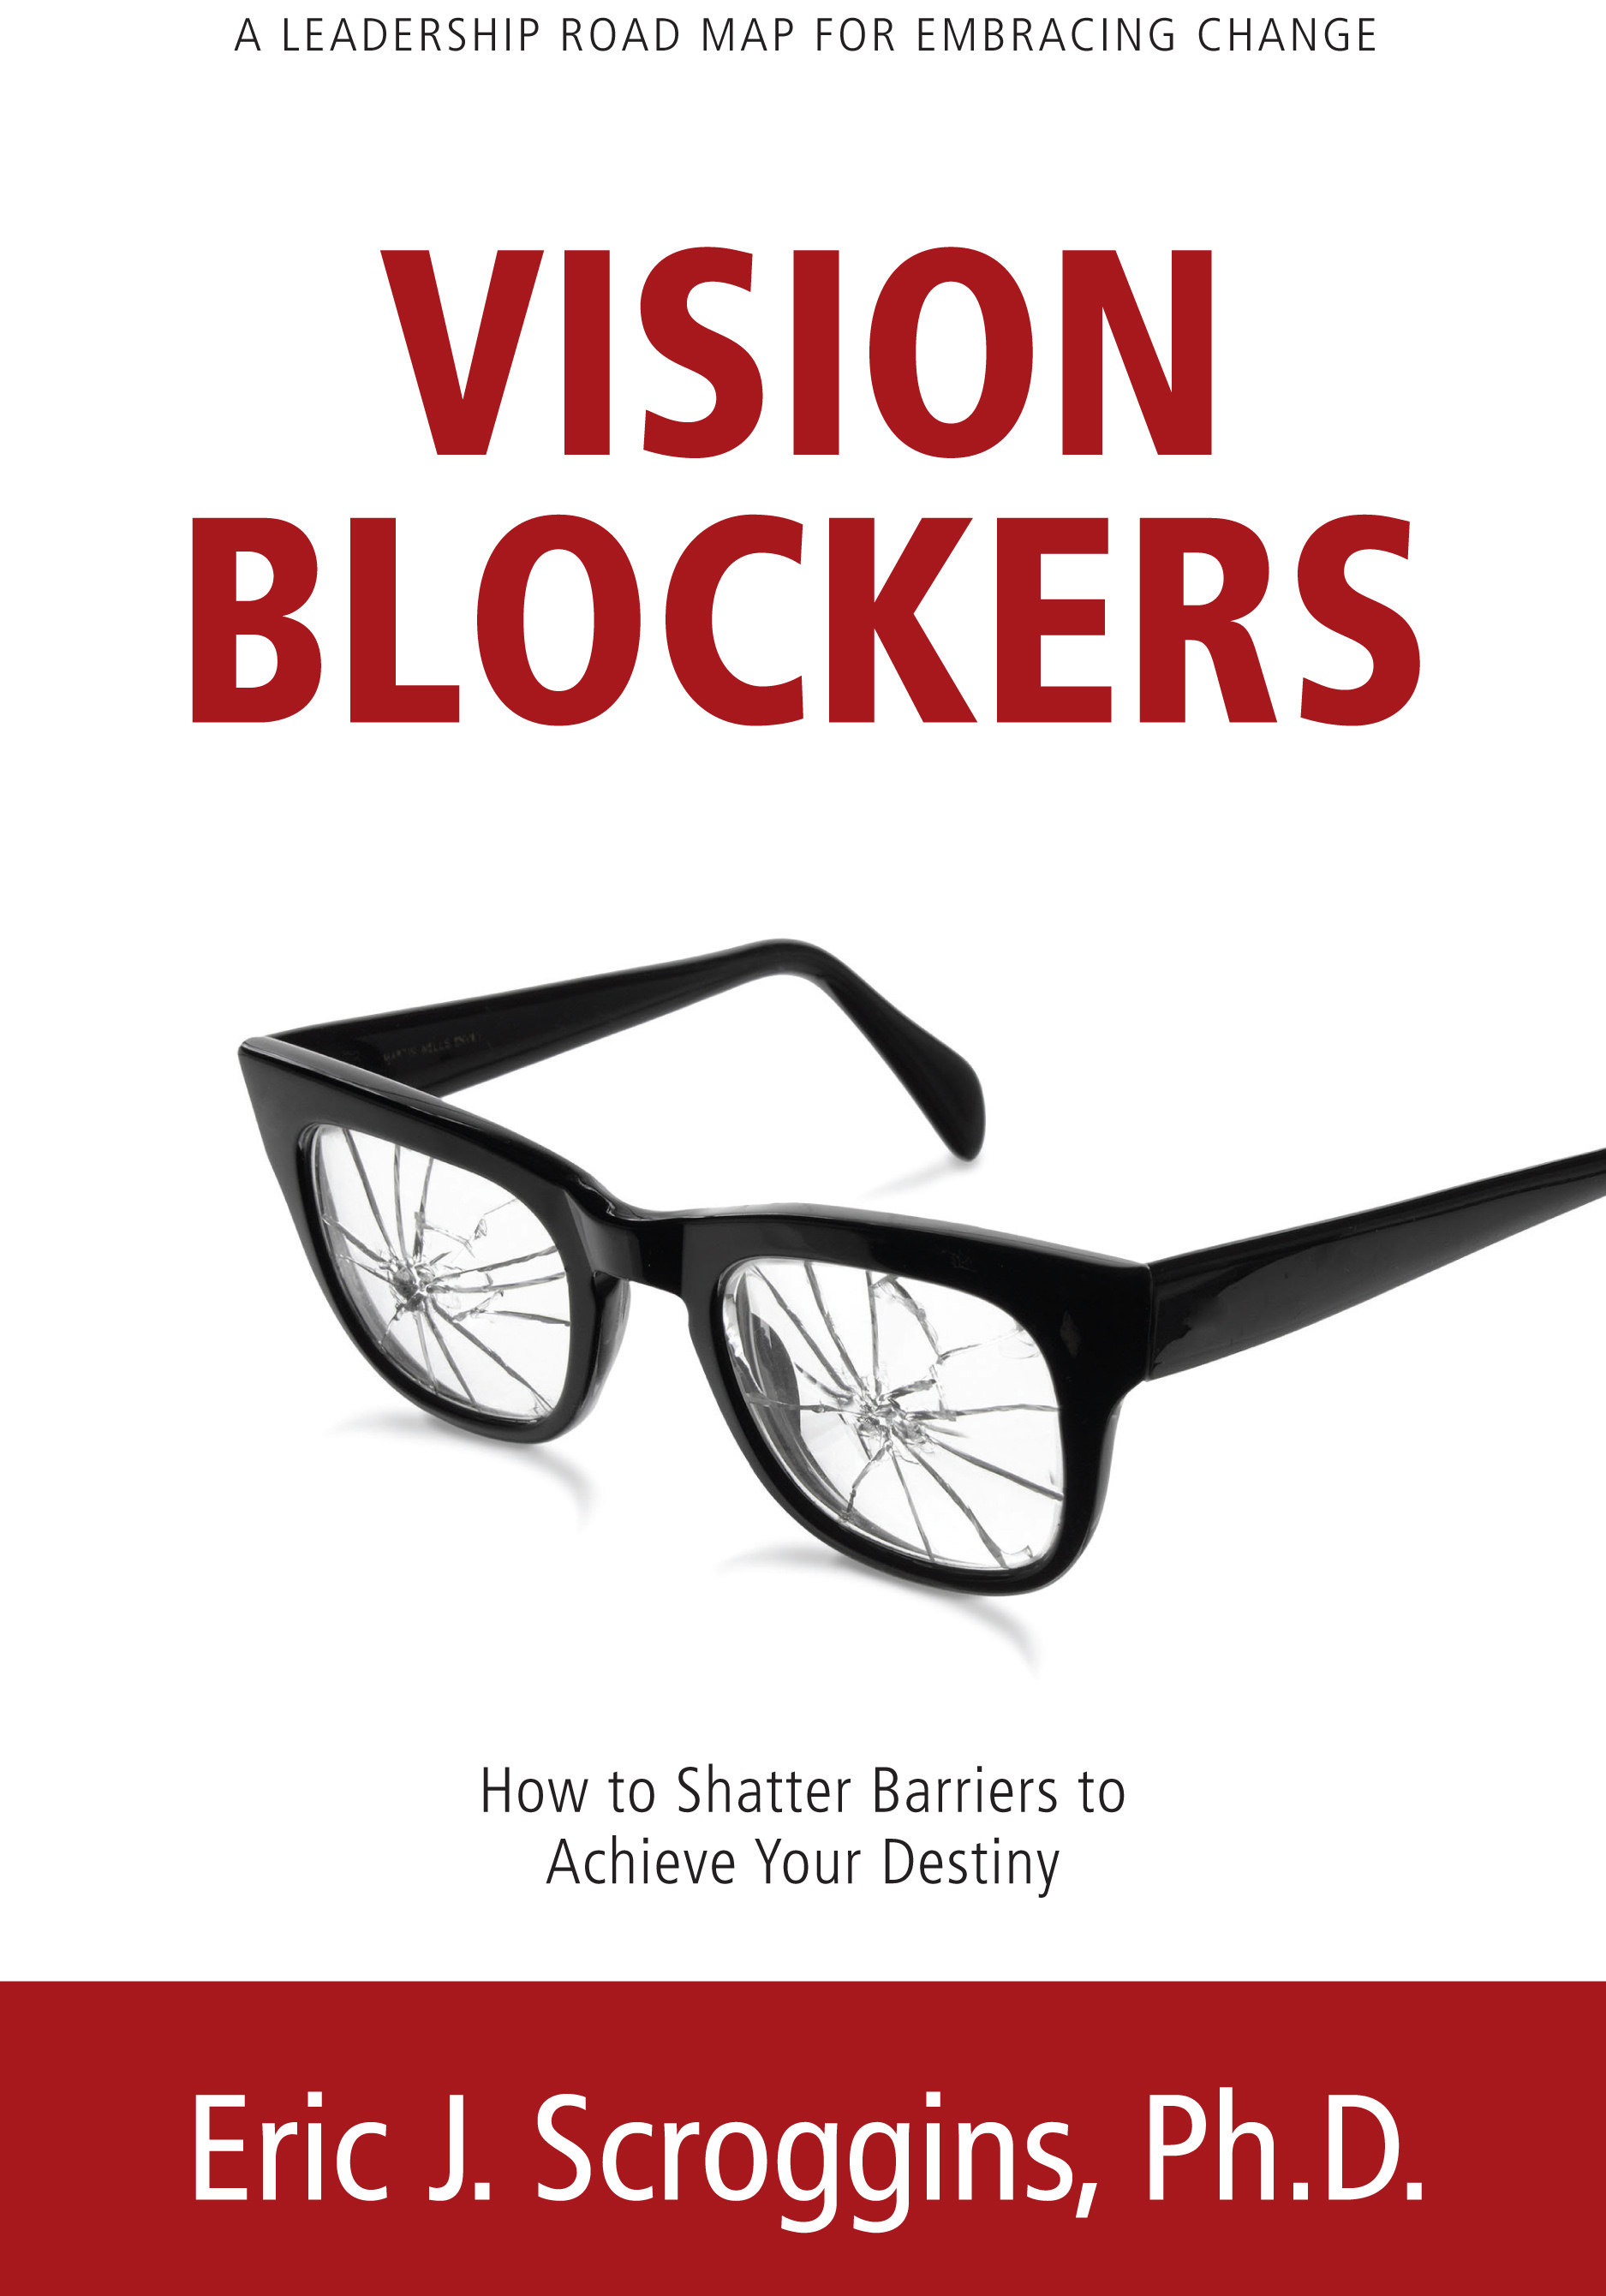 A LEADERSHIP ROAD MAP FOR EMBRACING CHANGE
VISION
BLOCKERS
How to Shatter Barriers to
Achieve Your Destiny
Eric J. Scroggins, Ph.D.